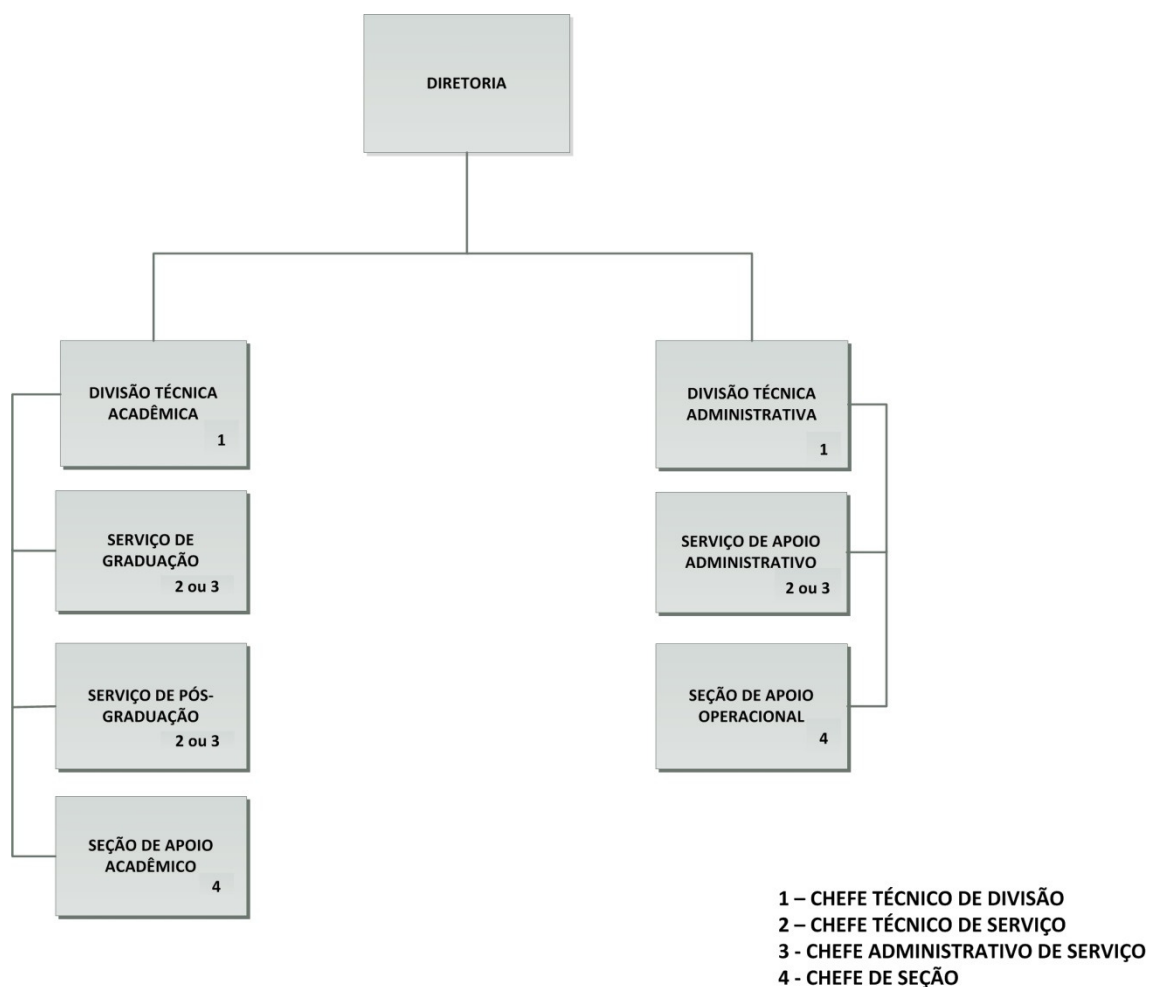 DIRETORIA
DIVISÃO TÉCNICA
ACADÊMICA
1
SERVIÇO DE
GRADUAÇÃO
2 ou 3
SERVIÇO DE PÓS-
GRADUAÇÃO
2 ou 3
SEÇÃO DE APOIO
ACADÊMICO
4
DIVISÃO TÉCNICA
ADMINISTRATIVA
1
SERVIÇO DE APOIO
ADMINISTRATIVO
2 ou 3
SEÇÃO DE APOIO
OPERACIONAL
4
1 – CHEFE TÉCNICO DE DIVISÃO
2 – CHEFE TÉCNICO DE SERVIÇO
3 - CHEFE ADMINISTRATIVO DE SERVIÇO
4 - CHEFE DE SEÇÃO